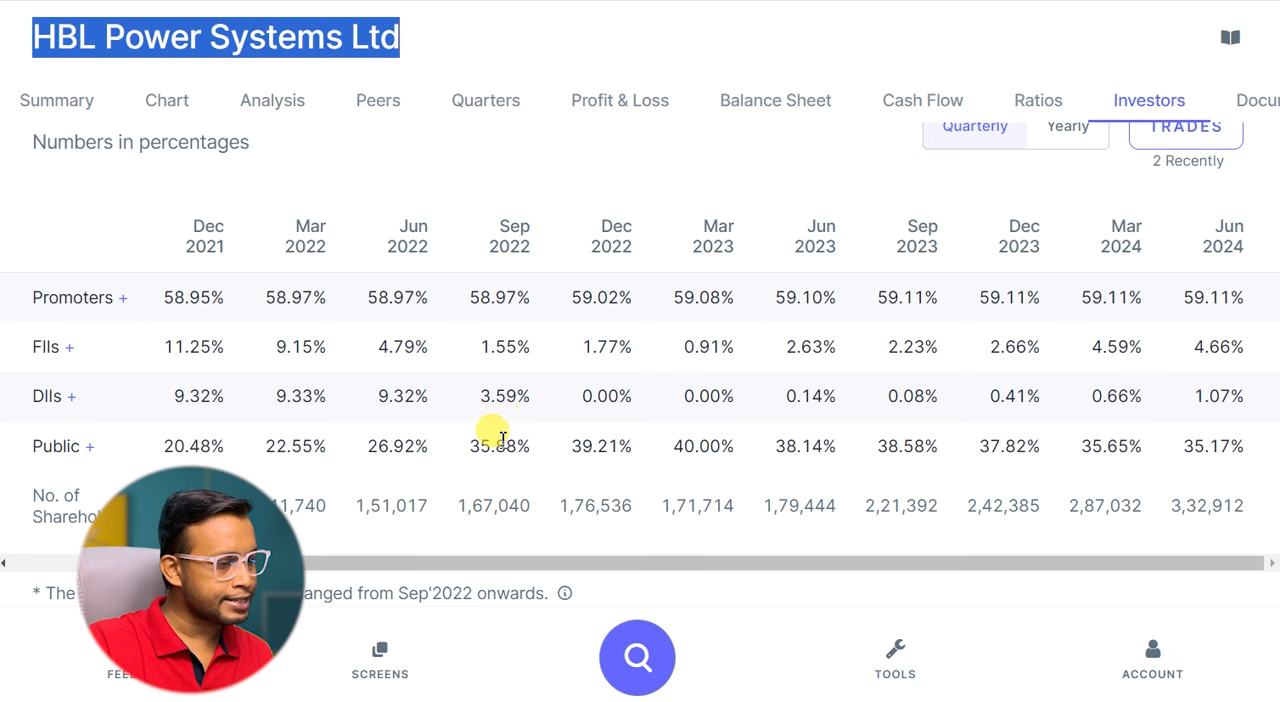 HBL Power Systems Ltd
Summary Chart Analysis Peers Quarters Profit & Loss Balance Sheet Cash Flow Ratios Investors Docu
Numbers in percentages Quarterly Yearly TRADES
2 Recently
Dec Mar Jun Sep Dec Mar Jun Sep Dec Mar Jun
2021 2022 2022 2022 2022 2023 2023 2023 2023 2024 2024
Promoters + 58.95% 58.97% 58.97% 58.97% 59.02% 59.08% 59.10% 59.11% 59.11% 59.11% 59.11%
FIIs + 11.25% 9.15% 4.79% 1.55% 1.77% 0.91% 2.63% 2.23% 2.66% 4.59% 4.66%
DIIs + 9.32% 9.33% 9.32% 3.59% 0.00% 0.00% 0.14% 0.08% 0.41% 0.66% 1.07%
Public + 20.48% 22.55% 26.92% 35.88% 39.21% 40.00% 38.14% 38.58% 37.82% 35.65% 35.17%
No. of
Shareho 1,740 1,51,017 1,67,040 1,76,536 1,71,714 1,79,444 2,21,392 2,42,385 2,87,032 3,32,912
* The anged from Sep'2022 onwards.
FEE SCREENS TOOLS ACCOUNT